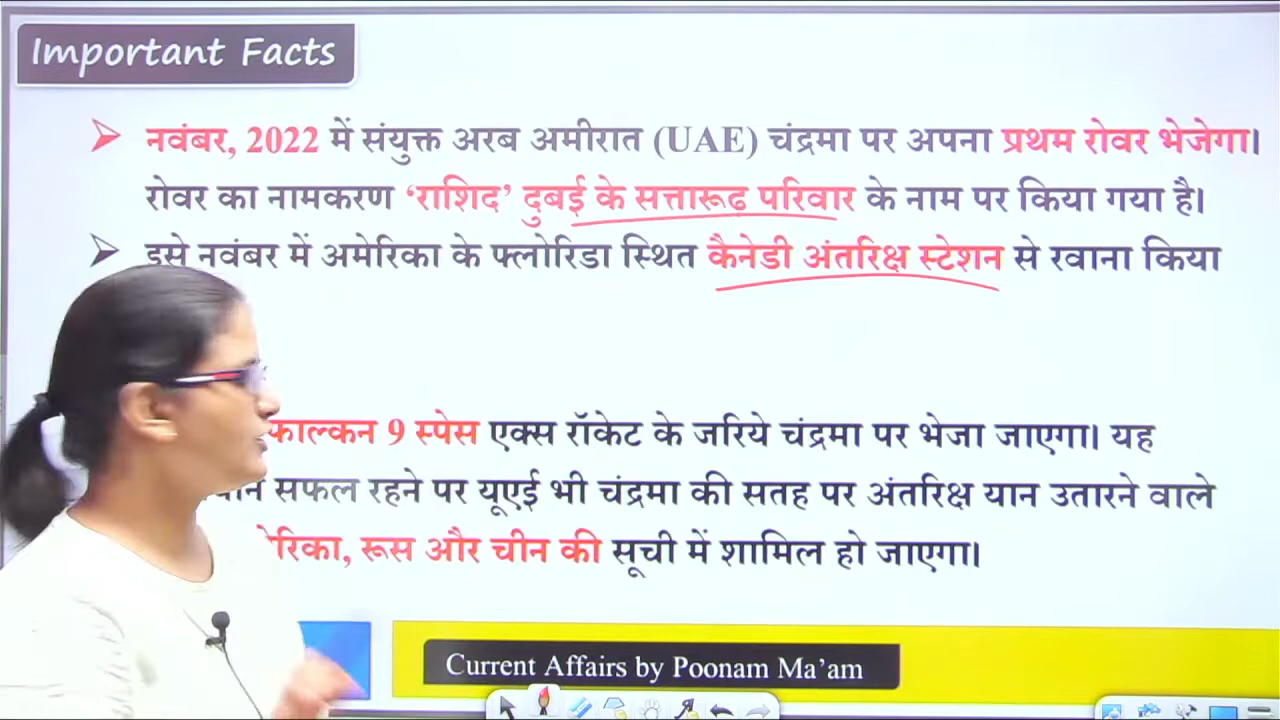 Important Facts
नवंबर, 2022 में संयुक्त अरब अमीरात (UAE) चंद्रमा पर अपना प्रथम रोवर भेजेगा।
रोवर का नामकरण ‘राशिद’ दुबई के सत्तारूढ परिवार के नाम पर किया गया है।
इसे नवंबर में अमेरिका के फ्लोरिडा स्थित कैनेडी अंतरिक्ष स्टेशन से रवाना किया
फाल्कन 9 स्पेस एक्स रॉकेट के जरिये चंद्रमा पर भेजा जाएगा। यह
सफल रहने पर यूएई भी चंद्रमा की सतह पर अंतरिक्ष यान उतारने वाले
रूस और चीन की सूची में शामिल हो जाएगा।
Current Affairs by Poonam Ma’am